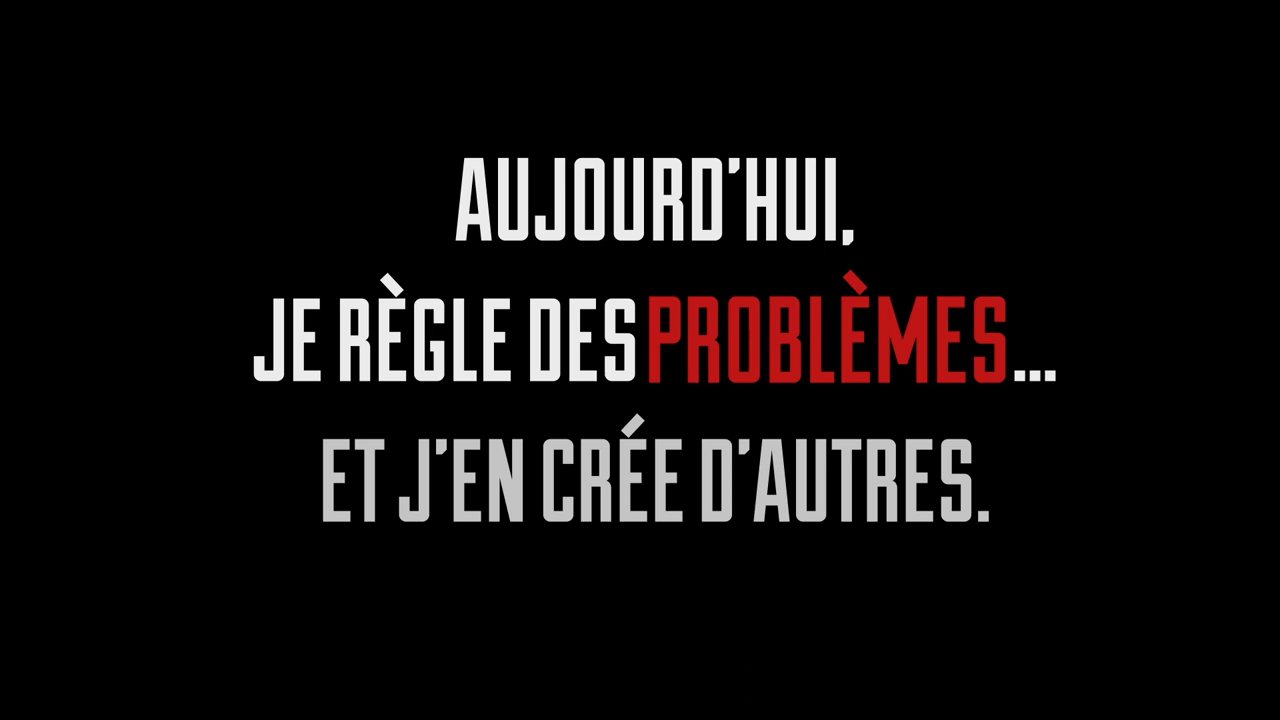 AUJOURD'HUI,
JE RÈGLE DES PROBLÈMES...
ET J'EN CRÉE D'AUTRES.